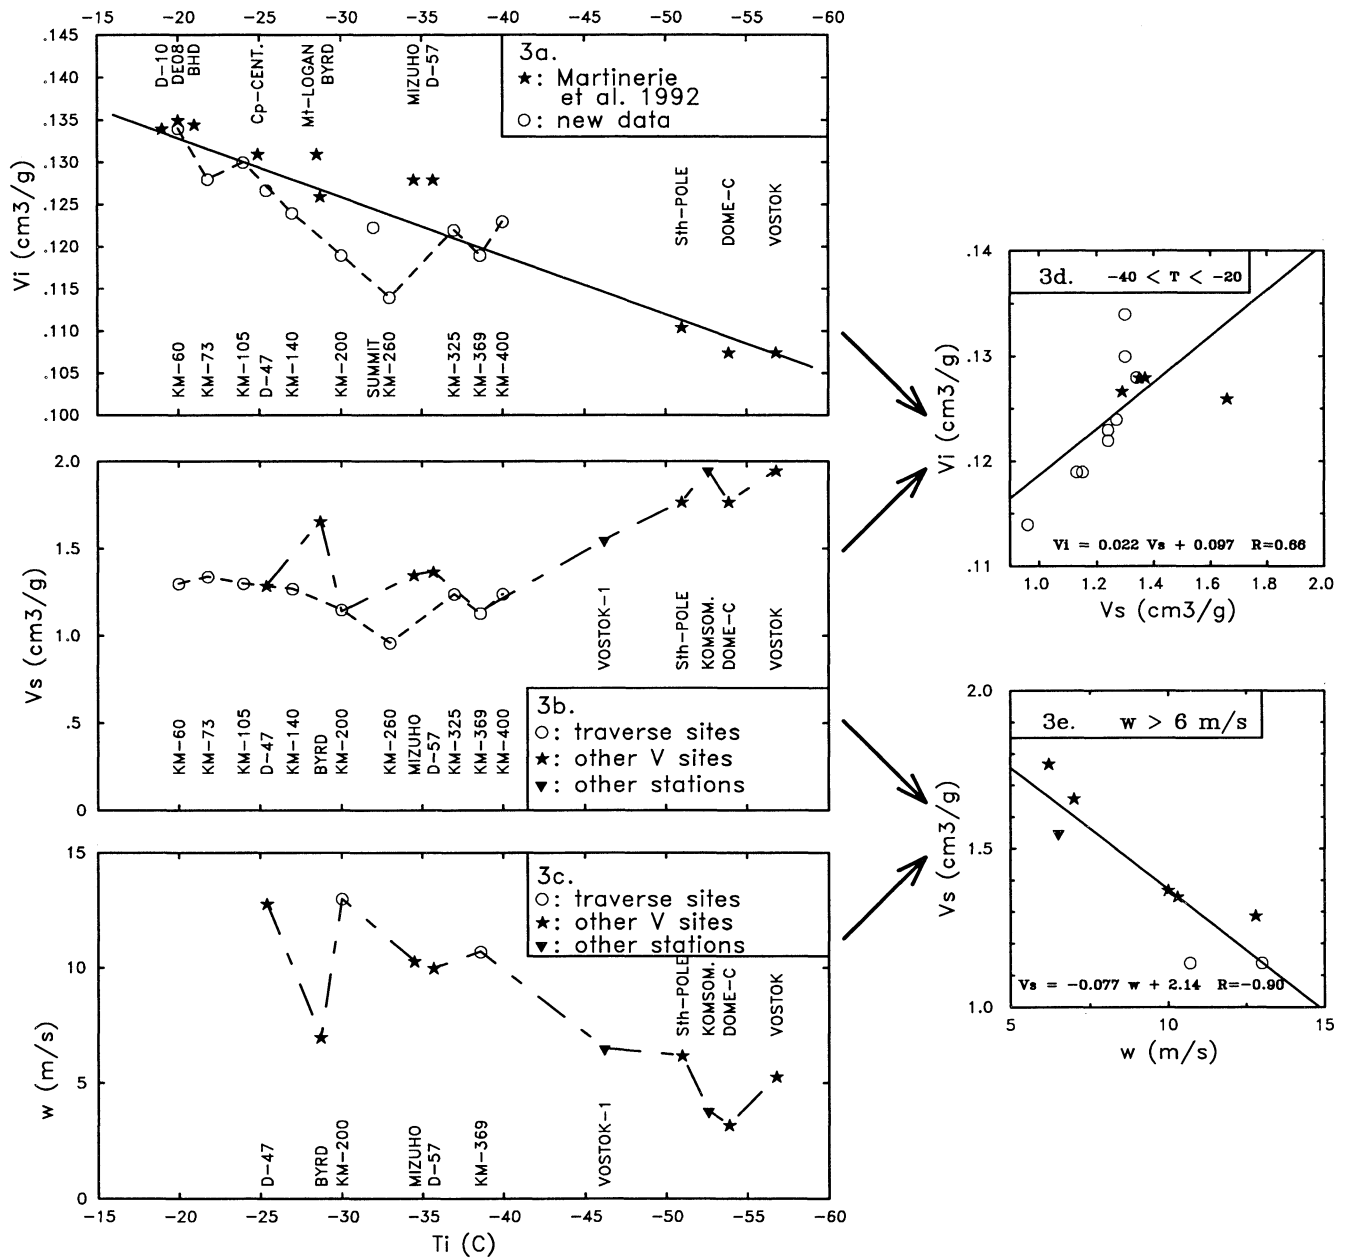 −15 −20 −25 −30 −35 −40 −45 −50 −55 −60
.145
.140
.135
.130
.125
.120
.115
.110
.105
.100
Vi (cm3/g)
D−10
DE08
BHD
Cp−CENT.
Mt−LOGAN
BYRD
MIZUHO
D−57
3a.
★: Martinerie
et al. 1992
○: new data
Sth−POLE
DOME−C
VOSTOK
KM−60
KM−73
KM−105
D−47
KM−140
KM−200
SUMMIT
KM−260
KM−325
KM−369
KM−400
2.0
1.5
1.0
.5
0
Vs (cm3/g)
VOSTOK−1
Sth−POLE
KOMSOM.
DOME−C
VOSTOK
KM−60
KM−73
KM−105
D−47
KM−140
BYRD
KM−200
KM−260
MIZUHO
D−57
KM−325
KM−369
KM−400
3b.
○: traverse sites
★: other V sites
▼: other stations
15
10
5
0
w (m/s)
3c.
○: traverse sites
★: other V sites
▼: other stations
Sth−POLE
KOMSOM.
DOME−C
VOSTOK
D−47
BYRD
KM−200
MIZUHO
D−57
KM−369
VOSTOK−1
−15 −20 −25 −30 −35 −40 −45 −50 −55 −60
Ti (C)
.14
.13
.12
.11
Vi (cm3/g)
3d. −40 < T < −20
Vi = 0.022 Vs + 0.097 R=0.66
1.0 1.2 1.4 1.6 1.8 2.0
Vs (cm3/g)
2.0
1.5
1.0
Vs (cm3/g)
3e. w > 6 m/s
Vs = −0.077 w + 2.14 R=−0.90
5 10 15
w (m/s)